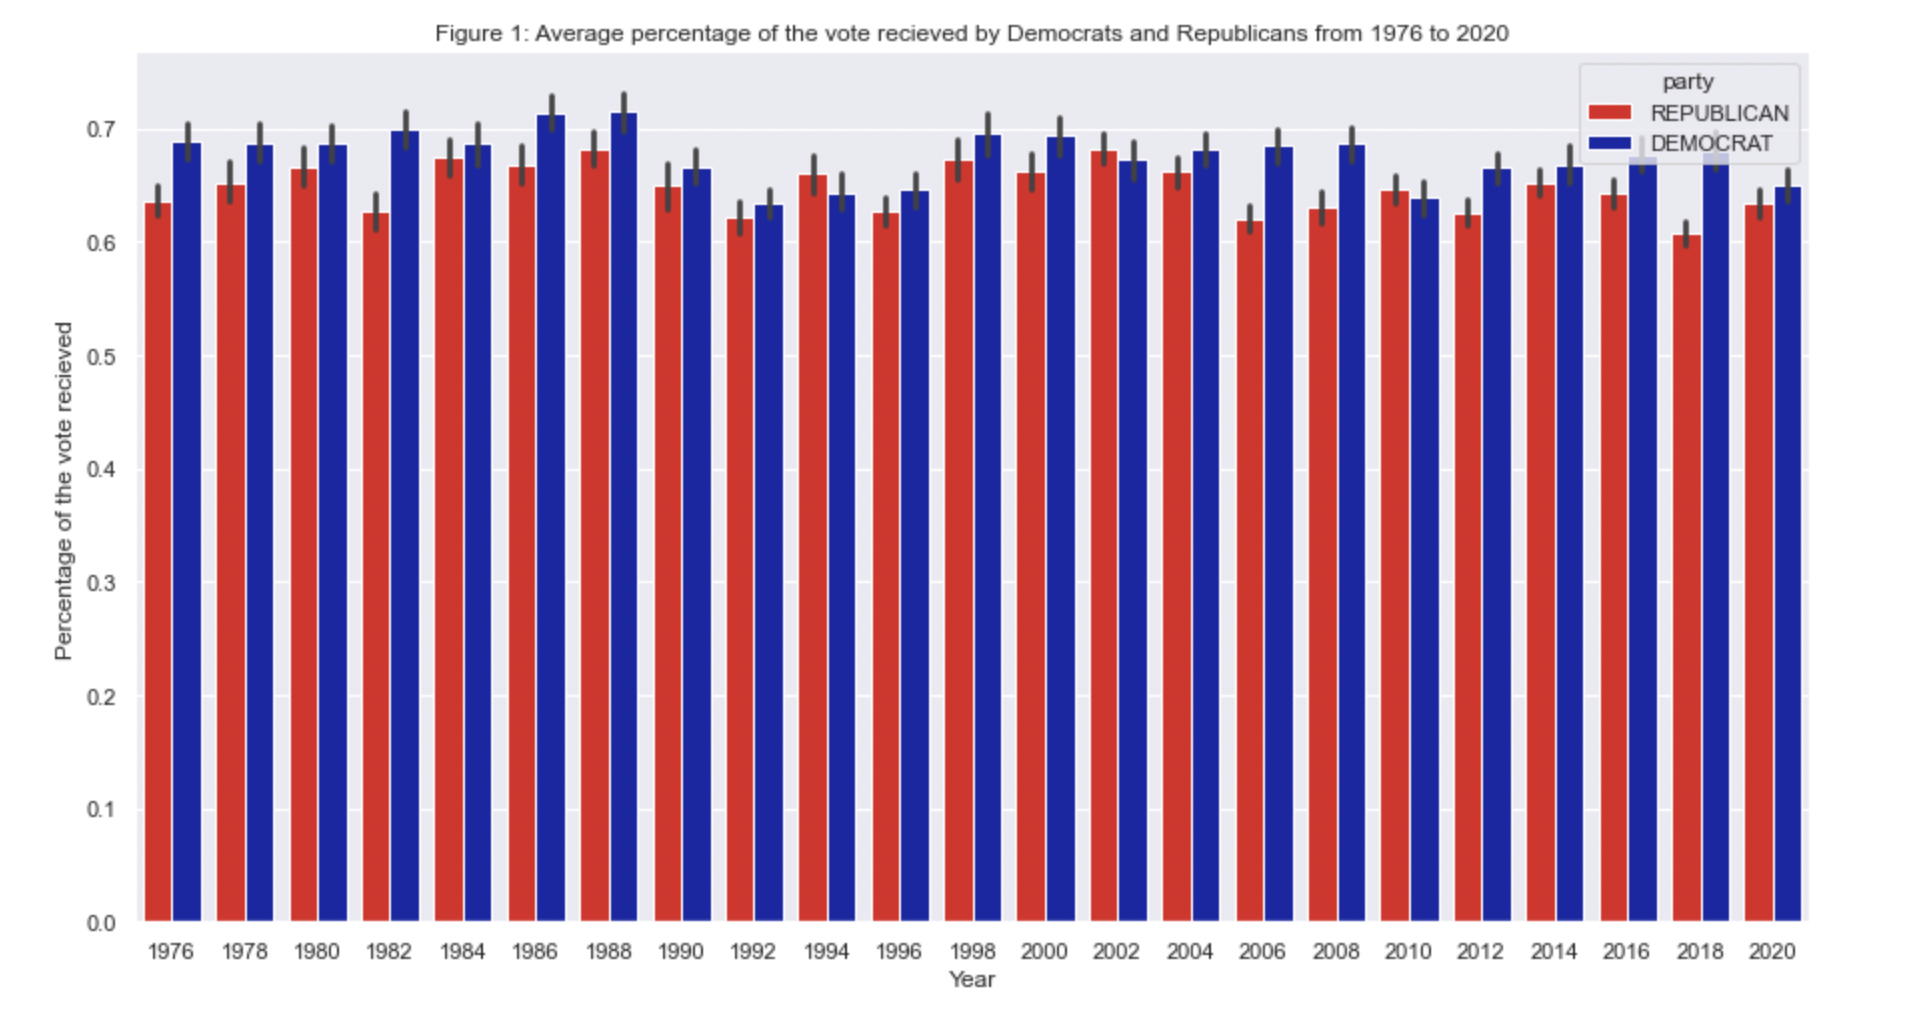 Figure 1: Average percentage of the vote recieved by Democrats and Republicans from 1976 to 2020
party
REPUBLICAN
DEMOCRAT
Percentage of the vote recieved
0.7
0.6
0.5
0.4
0.3
0.2
0.1
0.0
1976 1978 1980 1982 1984 1986 1988 1990 1992 1994 1996 1998 2000 2002 2004 2006 2008 2010 2012 2014 2016 2018 2020
Year